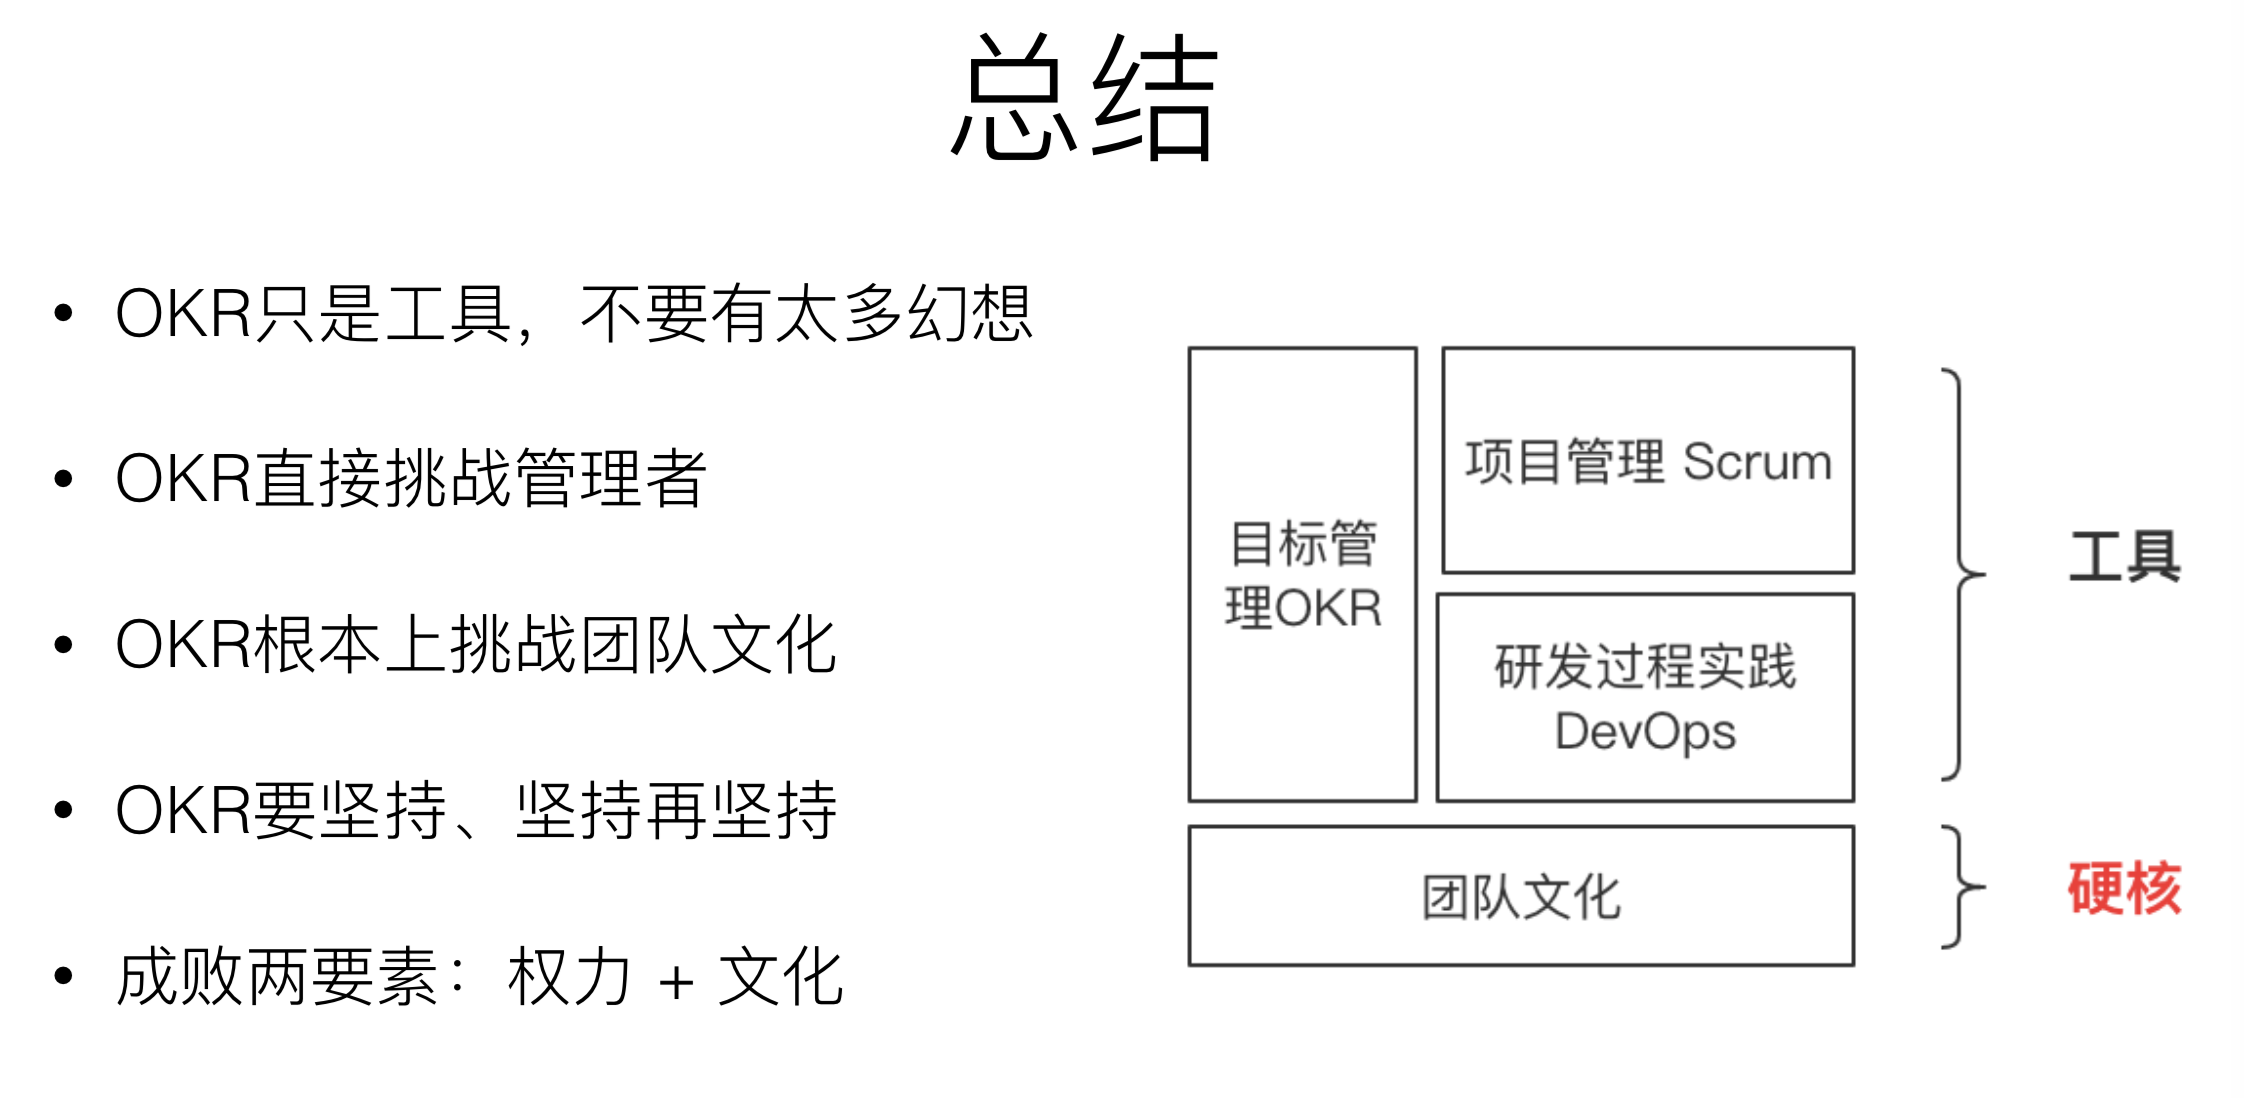 总结
• OKR只是工具，不要有太多幻想
• OKR直接挑战管理者
• OKR根本上挑战团队文化
• OKR要坚持、坚持再坚持
• 成败两要素：权力 + 文化
目标管
理OKR
项目管理 Scrum
研发过程实践
DevOps
团队文化
工具
硬核